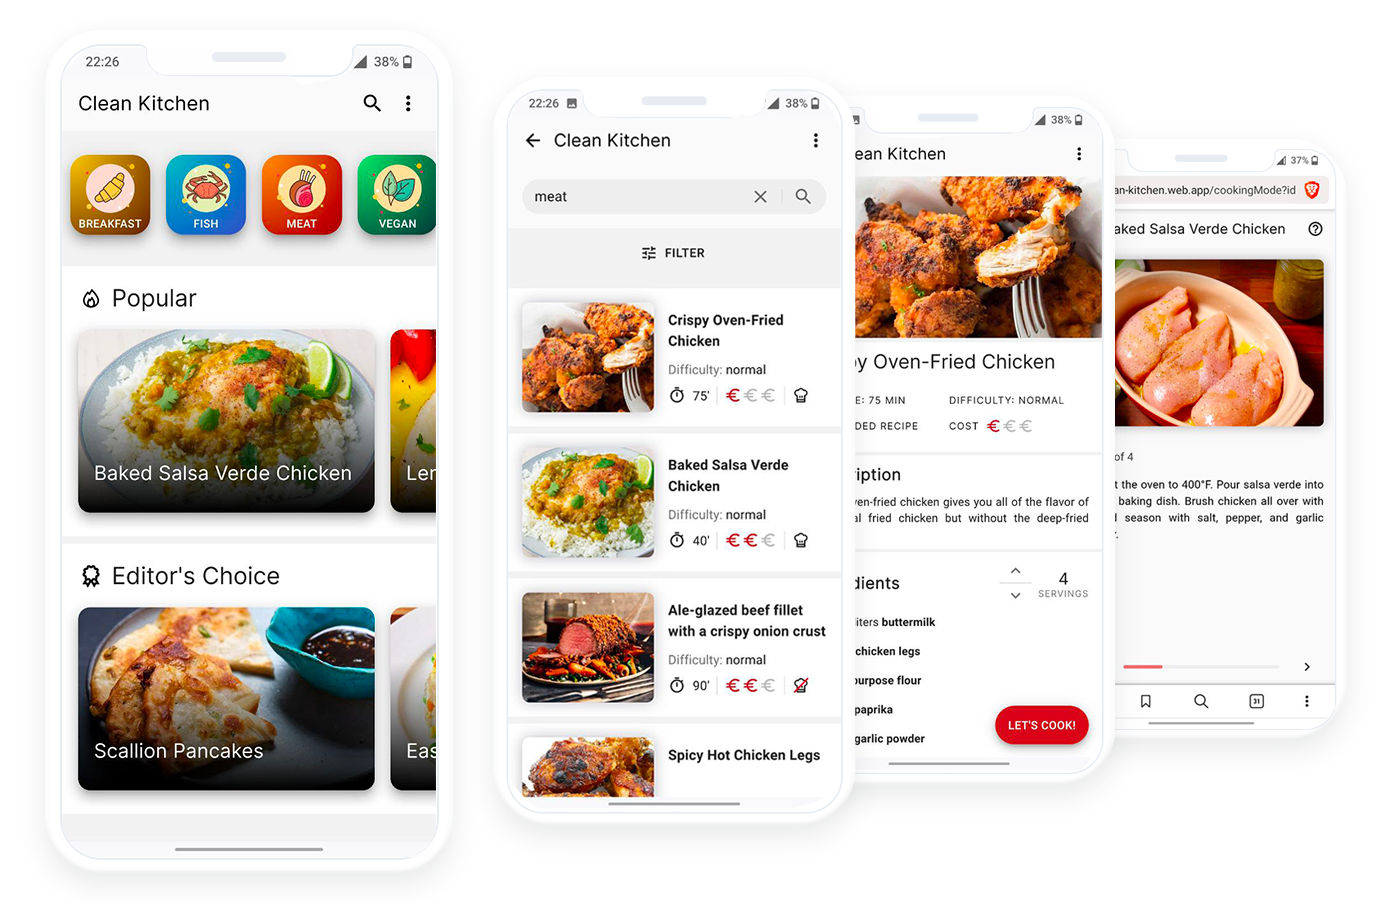 22:26
38%
Clean Kitchen
BREAKFAST
FISH
MEAT
VEGAN
Popular
Baked Salsa Verde Chicken
Ler
Editor's Choice
Scallion Pancakes
Eas
22:26
38%
Clean Kitchen
meat
FILTER
Crispy Oven-Fried
Chicken
Difficulty: normal
75' €€€
Baked Salsa Verde
Chicken
Difficulty: normal
40' €€€
Ale-glazed beef fillet
with a crispy onion crust
Difficulty: normal
90' €€€
Spicy Hot Chicken Legs
38%
ean Kitchen
y Oven-Fried Chicken
E: 75 MIN DIFFICULTY: NORMAL
DED RECIPE COST €€€
ription
en-fried chicken gives you all of the flavor of
al fried chicken but without the deep-fried
dients
4
SERVINGS
liters buttermilk
chicken legs
purpose flour
paprika
garlic powder
LET'S COOK!
37%
an-kitchen.web.app/cookingMode?id
aked Salsa Verde Chicken
of 4
t the oven to 400°F. Pour salsa verde into
baking dish. Brush chicken all over with
season with salt, pepper, and garlic
31